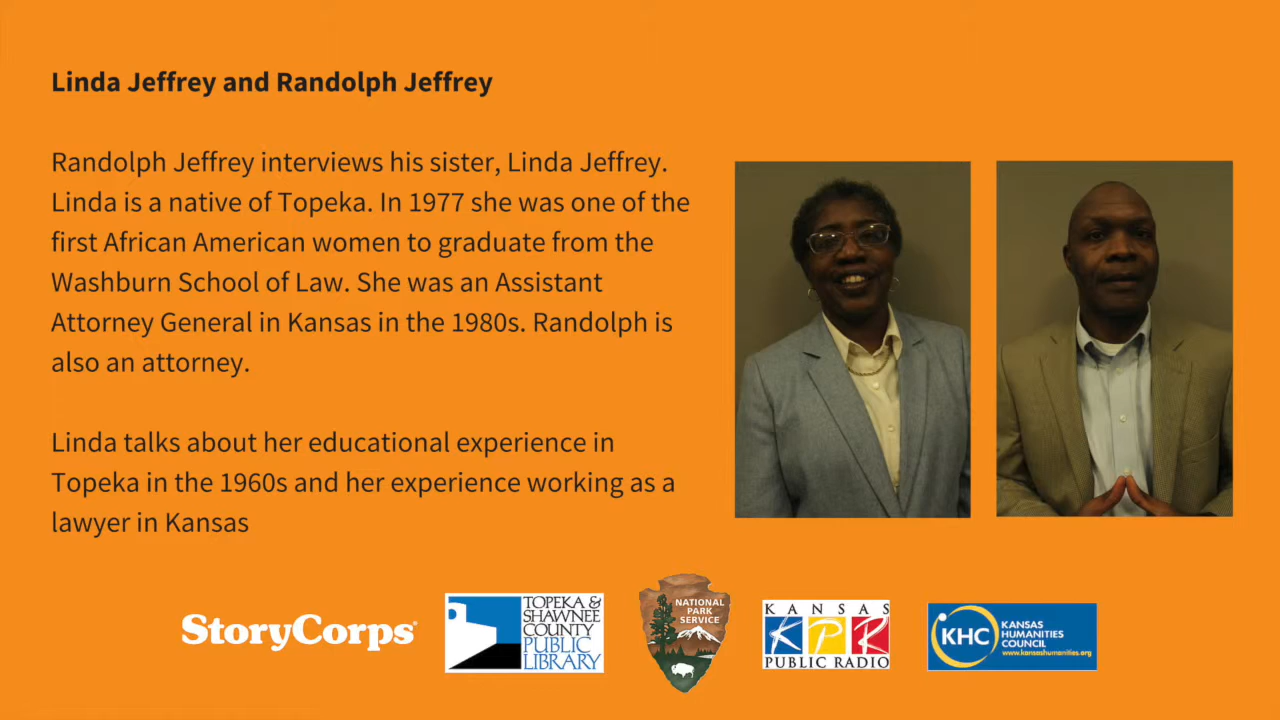 Linda Jeffrey and Randolph Jeffrey
Randolph Jeffrey interviews his sister, Linda Jeffrey.
Linda is a native of Topeka. In 1977 she was one of the
first African American women to graduate from the
Washburn School of Law. She was an Assistant
Attorney General in Kansas in the 1980s. Randolph is
also an attorney.
Linda talks about her educational experience in
Topeka in the 1960s and her experience working as a
lawyer in Kansas
StoryCorps®
TOPEKA &
SHAWNEE
COUNTY
PUBLIC
LIBRARY
NATIONAL
PARK
SERVICE
KANSAS
KPR
PUBLIC RADIO
KHC
KANSAS
HUMANITIES
COUNCIL
www.kansashumanities.org